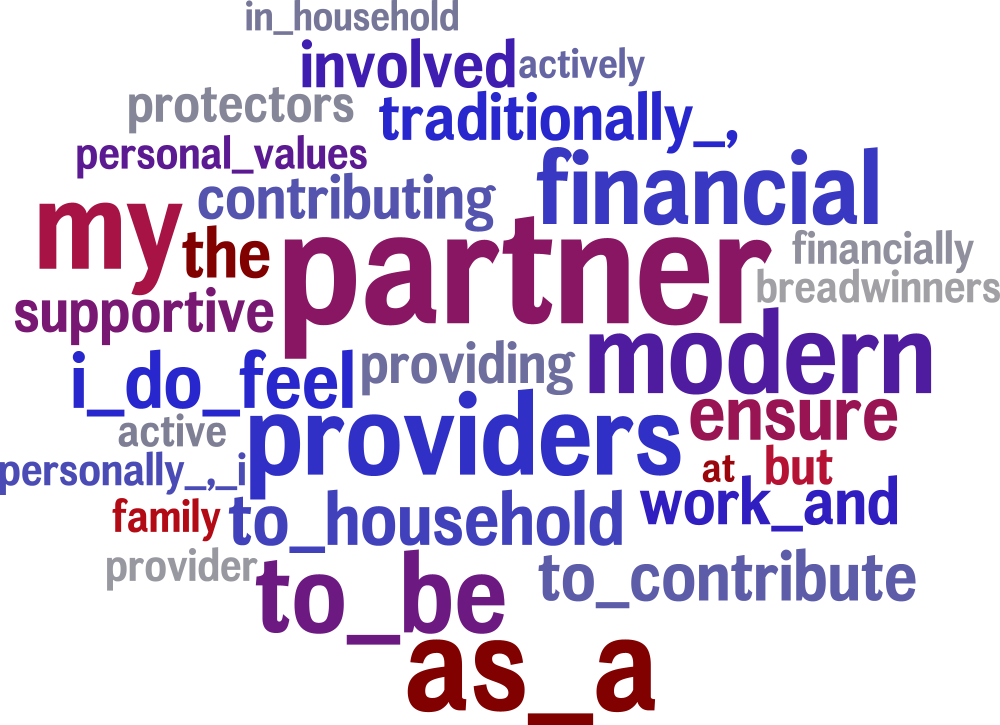 in_household
involved actively
protectors traditionally_,
personal_values
contributing financial
my the partner financially
supportive breadwinners
i_do_feel providing modern
active providers ensure
personally_,_i at but
family to_household work_and
provider to_be to_contribute
as_a